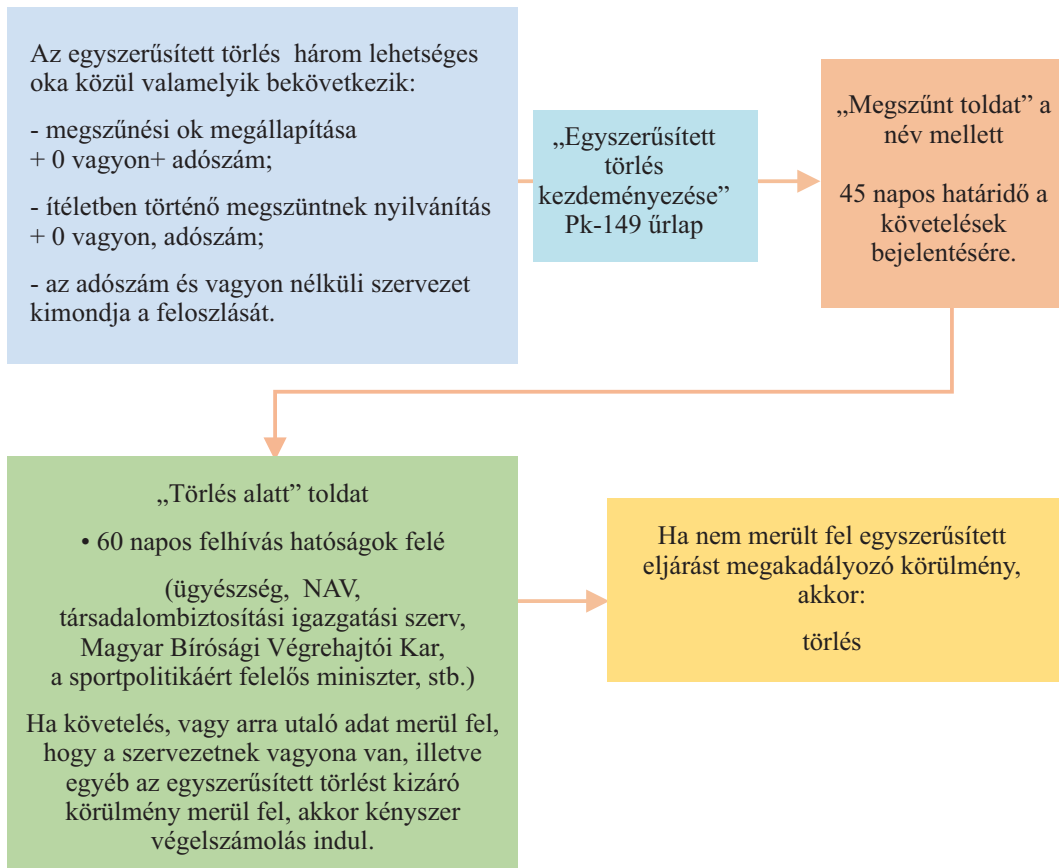 Az egyszerűsített törlés három lehetséges
oka közül valamelyik bekövetkezik:
- megszűnési ok megállapítása
+ 0 vagyon+ adószám;
- ítéletben történő megszüntnek nyilvánítás
+ 0 vagyon, adószám;
- az adószám és vagyon nélküli szervezet
kimondja a feloszlását.
„Egyszerűsített
törlés
kezdeményezése”
Pk-149 űrlap
„Megszűnt toldat” a
név mellett
45 napos határidő a
követelések
bejelentésére.
„Törlés alatt” toldat
• 60 napos felhívás hatóságok felé
(ügyészség, NAV,
társadalombiztosítási igazgatási szerv,
Magyar Bírósági Végrehajtói Kar,
a sportpolitikáért felelős miniszter, stb.)
Ha követelés, vagy arra utaló adat merül fel,
hogy a szervezetnek vagyona van, illetve
egyéb az egyszerűsített törlést kizáró
körülmény merül fel, akkor kényszer
végelszámolás indul.
Ha nem merült fel egyszerűsített
eljárást megakadályozó körülmény,
akkor:
törlés